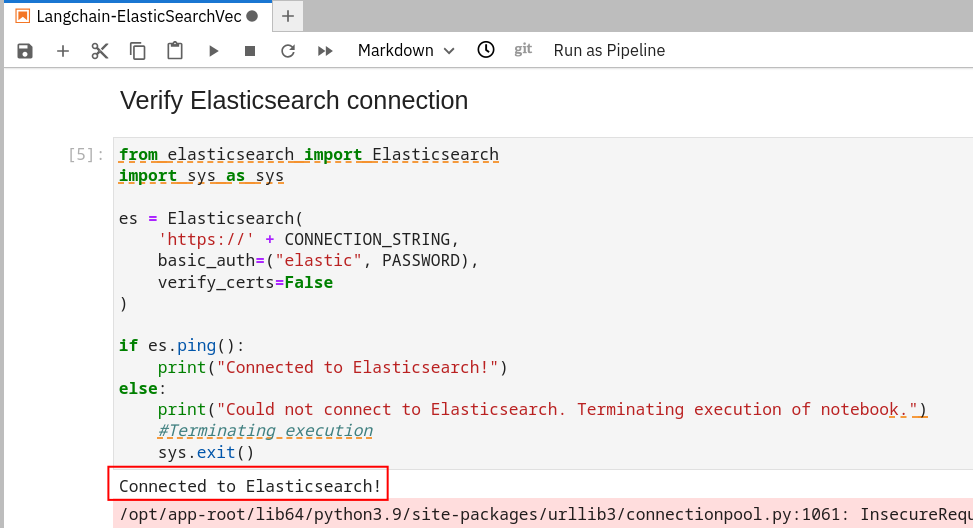 Langchain-ElasticSearchVec
Markdown git Run as Pipeline
Verify Elasticsearch connection
[5]: from elasticsearch import Elasticsearch
import sys as sys
es = Elasticsearch(
'https://' + CONNECTION_STRING,
basic_auth=("elastic", PASSWORD),
verify_certs=False
)
if es.ping():
print("Connected to Elasticsearch!")
else:
print("Could not connect to Elasticsearch. Terminating execution of notebook.")
#Terminating execution
sys.exit()
Connected to Elasticsearch!
/opt/app-root/lib64/python3.9/site-packages/urllib3/connectionpool.py:1061: InsecureRequ